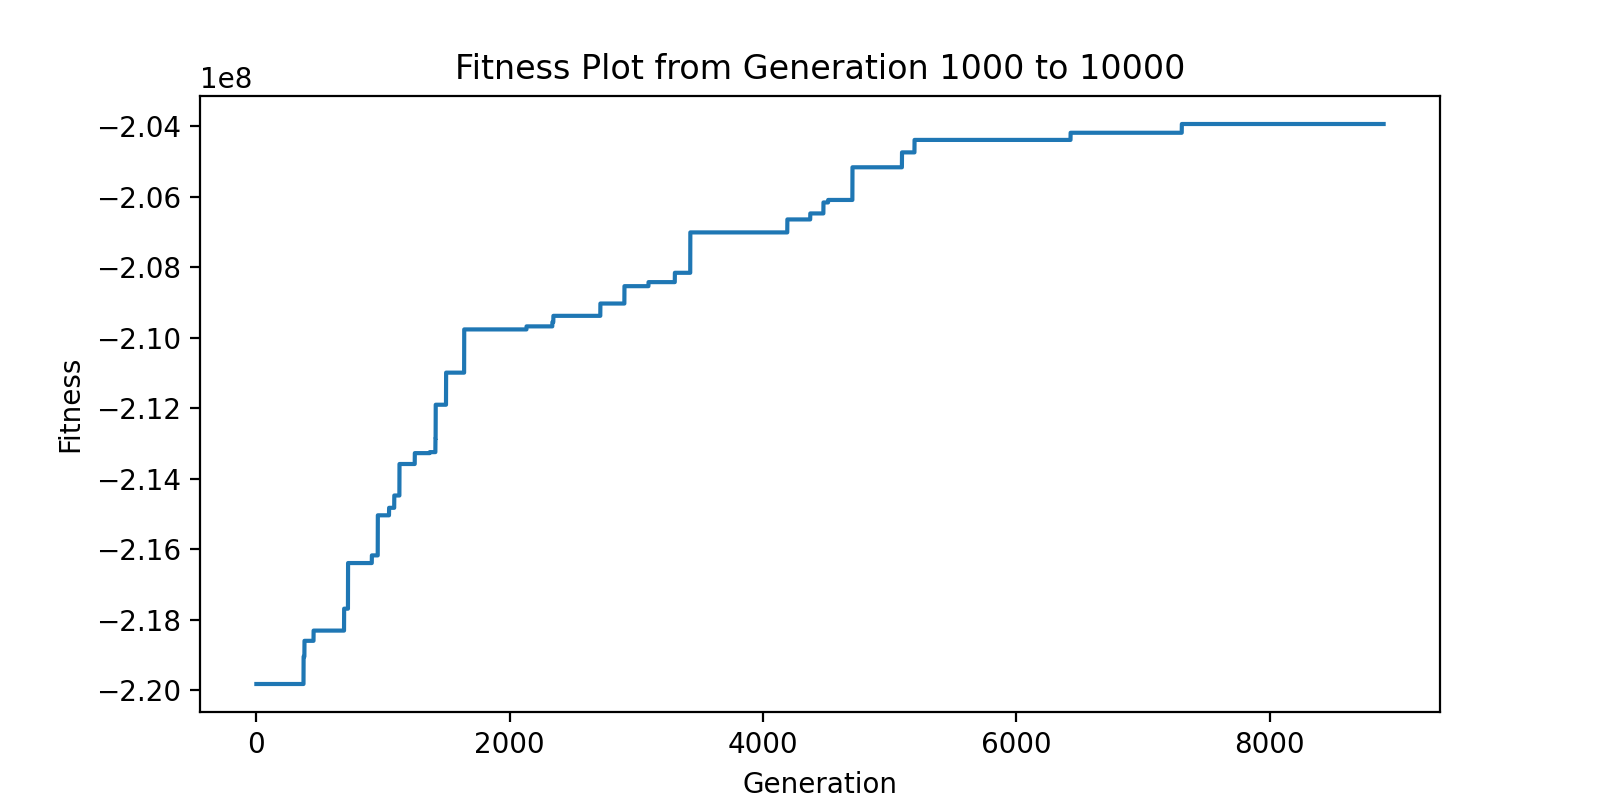 Fitness Plot from Generation 1000 to 10000
1e8
−2.04
−2.06
−2.08
−2.10
−2.12
−2.14
−2.16
−2.18
−2.20
Fitness
0 2000 4000 6000 8000
Generation